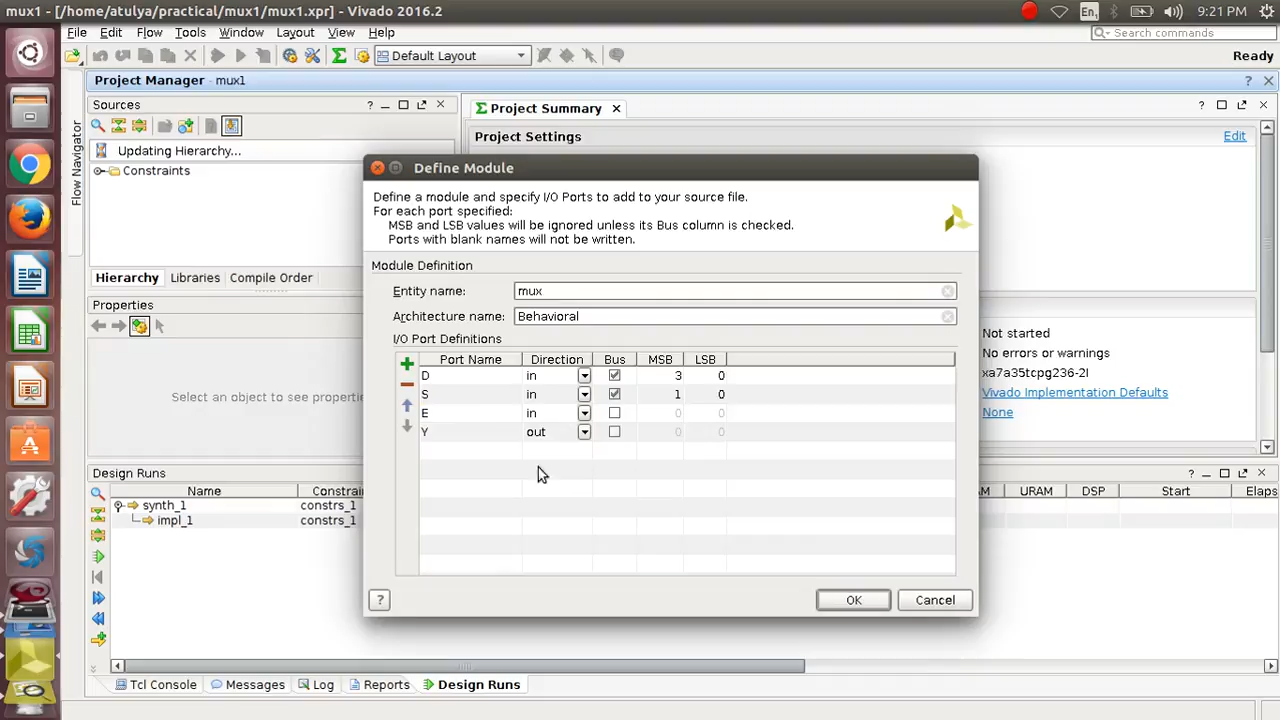 mux1 - [/home/atulya/practical/mux1/mux1.xpr] - Vivado 2016.2
En
9:21 PM
File Edit Flow Tools Window Layout View Help
Search commands
Default Layout
Ready
Project Manager - mux1
Sources
Project Summary
Flow Navigator
Updating Hierarchy...
Constraints
Project Settings
Edit
Hierarchy Libraries Compile Order
Properties
Select an object to see properti
Not started
No errors or warnings
xa7a35tcpg236-2I
Vivado Implementation Defaults
None
Define Module
Define a module and specify I/O Ports to add to your source file.
For each port specified:
MSB and LSB values will be ignored unless its Bus column is checked.
Ports with blank names will not be written.
Module Definition
Entity name: mux
Architecture name: Behavioral
I/O Port Definitions
Port Name Direction Bus MSB LSB
D in 3 0
S in 1 0
E in 0 0
Y out 0 0
? OK Cancel
Design Runs
Name Constrai AM URAM DSP Start Elaps
synth_1 constrs_1
impl_1 constrs_1
Tcl Console Messages Log Reports Design Runs